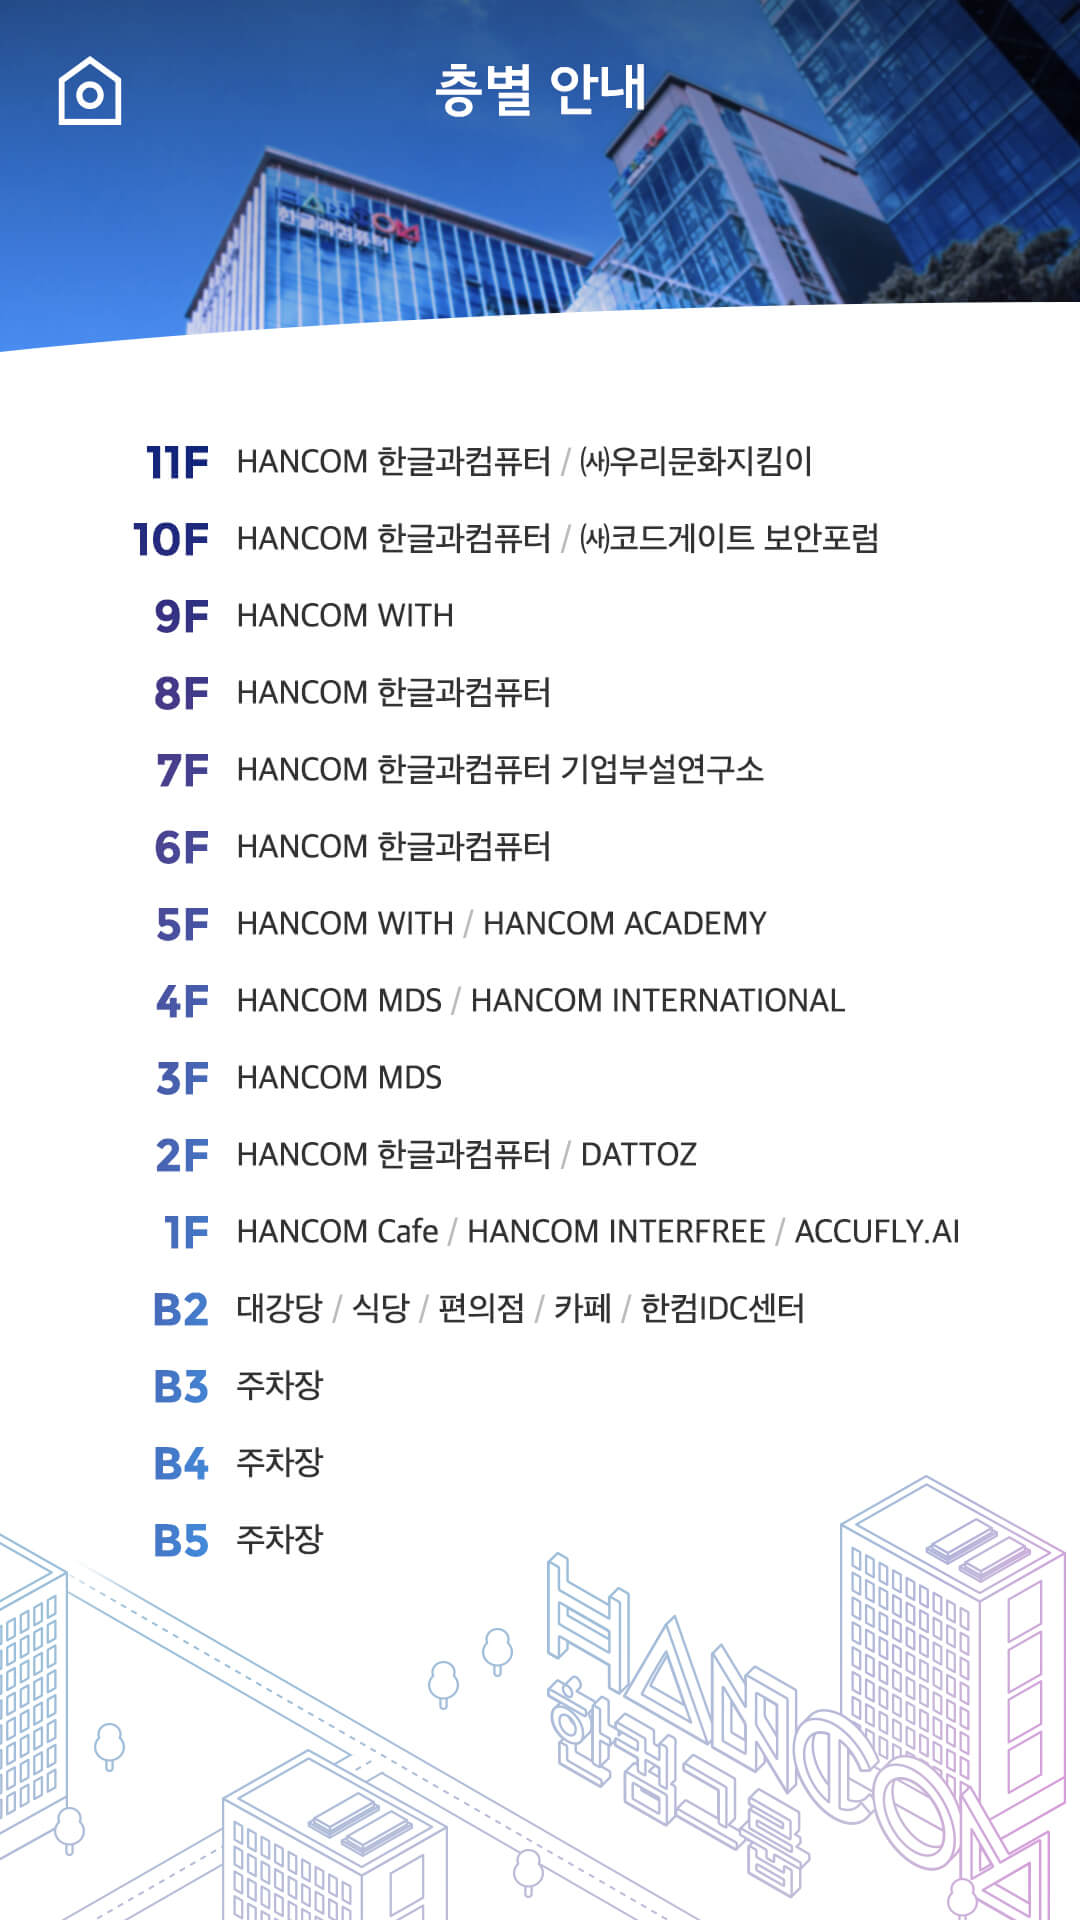 층별 안내
HANCOM
한글과컴퓨터
11F HANCOM 한글과컴퓨터 / ㈔우리문화지킴이
10F HANCOM 한글과컴퓨터 / ㈔코드게이트 보안포럼
9F HANCOM WITH
8F HANCOM 한글과컴퓨터
7F HANCOM 한글과컴퓨터 기업부설연구소
6F HANCOM 한글과컴퓨터
5F HANCOM WITH / HANCOM ACADEMY
4F HANCOM MDS / HANCOM INTERNATIONAL
3F HANCOM MDS
2F HANCOM 한글과컴퓨터 / DATTOZ
1F HANCOM Cafe / HANCOM INTERFREE / ACCUFLY.AI
B2 대강당 / 식당 / 편의점 / 카페 / 한컴IDC센터
B3 주차장
B4 주차장
B5 주차장
HANCOM
한컴그룹